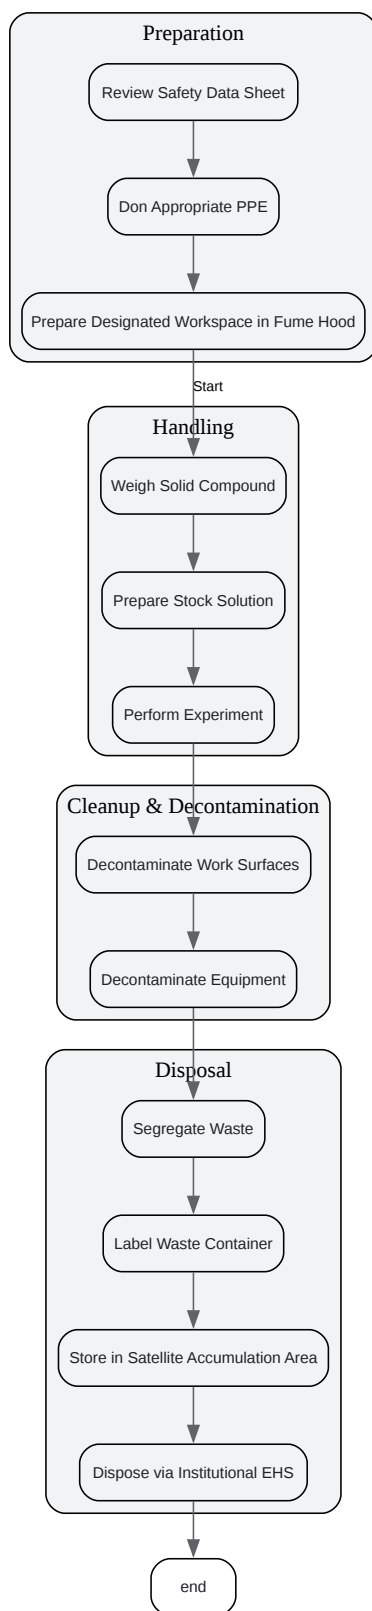 Preparation
Review Safety Data Sheet
Don Appropriate PPE
Prepare Designated Workspace in Fume Hood
Start
Handling
Weigh Solid Compound
Prepare Stock Solution
Perform Experiment
Cleanup & Decontamination
Decontaminate Work Surfaces
Decontaminate Equipment
Disposal
Segregate Waste
Label Waste Container
Store in Satellite Accumulation Area
Dispose via Institutional EHS
end